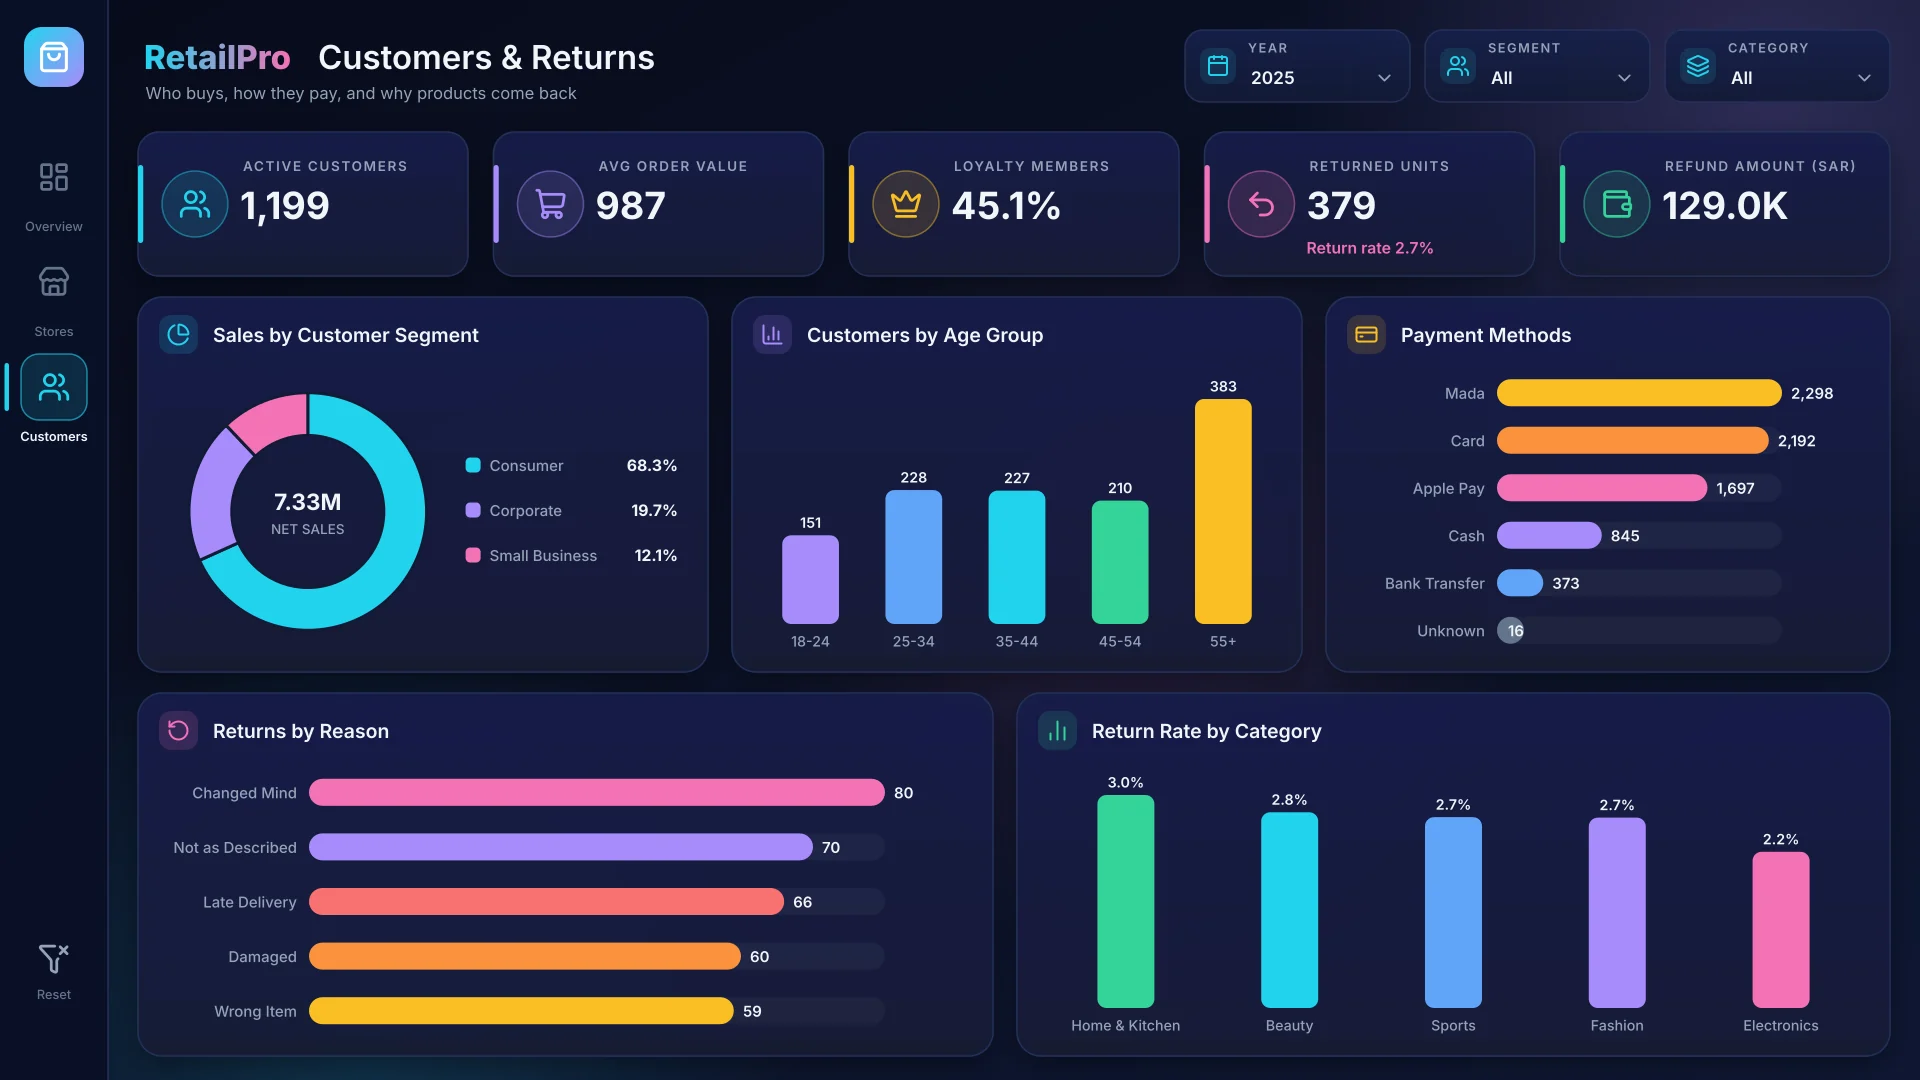 RetailPro Customers & Returns
Who buys, how they pay, and why products come back
YEAR
2025
SEGMENT
All
CATEGORY
All
Overview
Stores
Customers
Reset
ACTIVE CUSTOMERS
1,199
AVG ORDER VALUE
987
LOYALTY MEMBERS
45.1%
RETURNED UNITS
379
Return rate 2.7%
REFUND AMOUNT (SAR)
129.0K
Sales by Customer Segment
7.33M
NET SALES
Consumer 68.3%
Corporate 19.7%
Small Business 12.1%
Customers by Age Group
151 228 227 210 383
18-24 25-34 35-44 45-54 55+
Payment Methods
Mada 2,298
Card 2,192
Apple Pay 1,697
Cash 845
Bank Transfer 373
Unknown 16
Returns by Reason
Changed Mind 80
Not as Described 70
Late Delivery 66
Damaged 60
Wrong Item 59
Return Rate by Category
3.0% 2.8% 2.7% 2.7% 2.2%
Home & Kitchen Beauty Sports Fashion Electronics